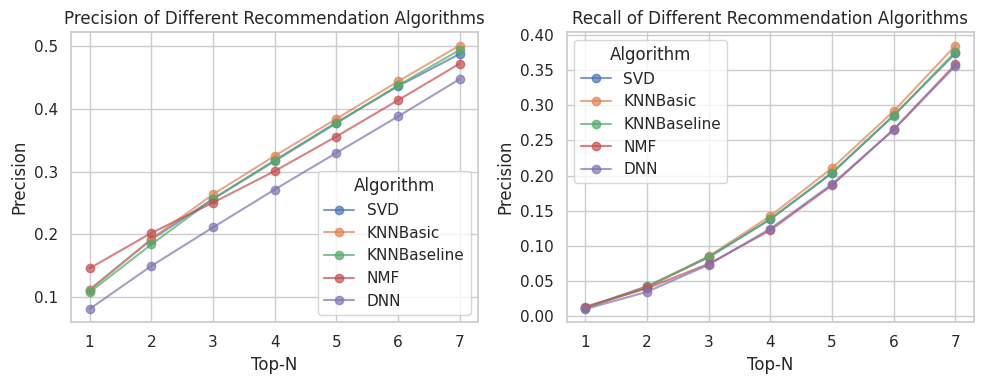 Precision of Different Recommendation Algorithms
Precision
0.5
0.4
0.3
0.2
0.1
1 2 3 4 5 6 7
Top-N
Algorithm
SVD
KNNBasic
KNNBaseline
NMF
DNN
Recall of Different Recommendation Algorithms
Precision
0.40
0.35
0.30
0.25
0.20
0.15
0.10
0.05
0.00
1 2 3 4 5 6 7
Top-N
Algorithm
SVD
KNNBasic
KNNBaseline
NMF
DNN